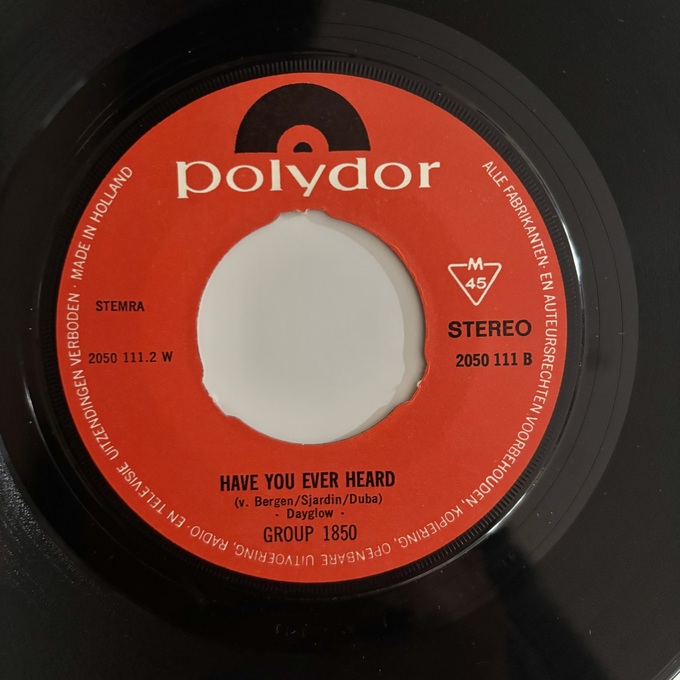 polydor
ALLE FABRIKANTEN- EN AUTEURSRECHTEN VOORBEHOUDEN, KOPIERING, OPENBARE UITVOERING, RADIO- EN TELEVISIE UITZENDINGEN VERBODEN · MADE IN HOLLAND
M
45
STEMRA
STEREO
2050 111.2 W
2050 111 B
HAVE YOU EVER HEARD
(v. Bergen/Sjardin/Duba)
- Dayglow -
GROUP 1850